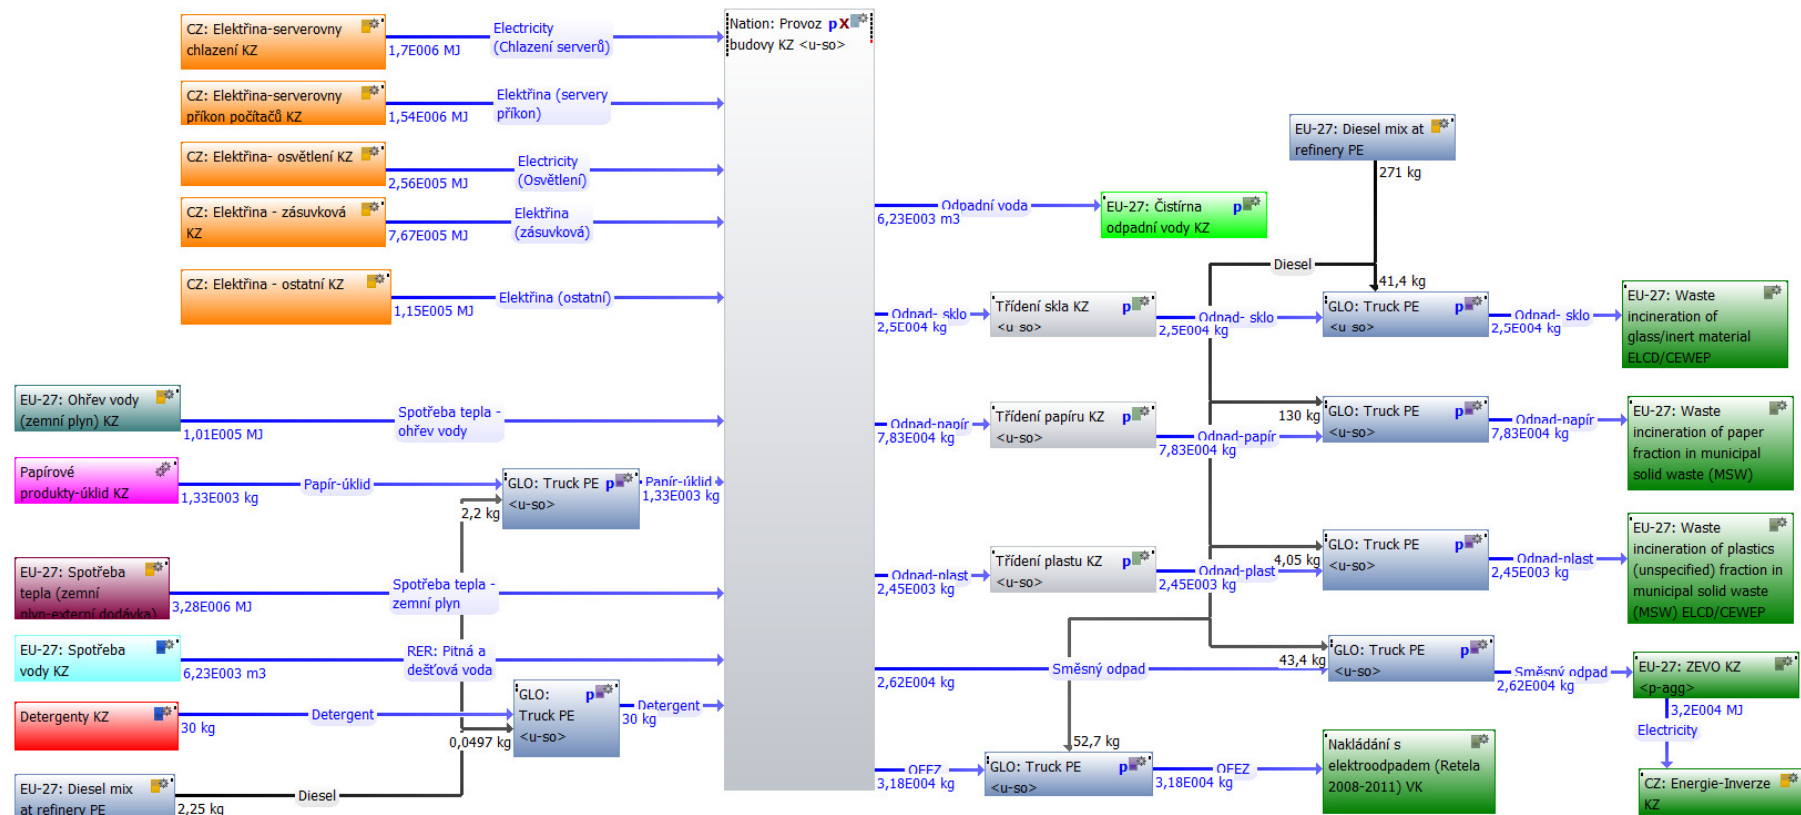 CZ: Elektřina-serverovny
chlazení KZ
1,7E006 MJ
Electricity
(Chlazení serverů)
Nation: Provoz pX
budovy KZ <u-so>
CZ: Elektřina-serverovny
příkon počítačů KZ
1,54E006 MJ
Elektřina (servery
příkon)
CZ: Elektřina- osvětlení KZ
2,56E005 MJ
Electricity
(Osvětlení)
CZ: Elektřina - zásuvková
KZ
7,67E005 MJ
Elektřina
(zásuvková)
CZ: Elektřina - ostatní KZ
1,15E005 MJ
Elektřina (ostatní)
EU-27: Ohřev vody
(zemní plyn) KZ
1,01E005 MJ
Spotřeba tepla -
ohřev vody
Papírové
produkty-úklid KZ
1,33E003 kg
Papír-úklid
2,2 kg
GLO: Truck PE p
<u-so>
Papír-úklid
1,33E003 kg
EU-27: Spotřeba
tepla (zemní
plyn-externí dodávka)
3,28E006 MJ
Spotřeba tepla -
zemní plyn
EU-27: Spotřeba
vody KZ
6,23E003 m3
RER: Pitná a
dešťová voda
Detergenty KZ
30 kg
Detergent
0,0497 kg
GLO: p
Truck PE
<u-so>
Detergent
30 kg
EU-27: Diesel mix
at refinery PE
2,25 kg
Diesel
EU-27: Diesel mix at
refinery PE
271 kg
Odpadní voda
6,23E003 m3
EU-27: Čistírna p
odpadní vody KZ
Diesel
41,4 kg
Odpad- sklo
2,5E004 kg
Třídení skla KZ p
<u-so>
Odpad- sklo
2,5E004 kg
GLO: Truck PE p
<u-so>
Odpad- sklo
2,5E004 kg
EU-27: Waste
incineration of
glass/inert material
ELCD/CEWEP
Odpad-papír
7,83E004 kg
Třídení papíru KZ p
<u-so>
Odpad-papír
7,83E004 kg
130 kg
GLO: Truck PE p
<u-so>
Odpad-papír
7,83E004 kg
EU-27: Waste
incineration of paper
fraction in municipal
solid waste (MSW)
Odpad-plast
2,45E003 kg
Třídení plastu KZ p
<u-so>
Odpad-plast
2,45E003 kg
4,05 kg
GLO: Truck PE p
<u-so>
Odpad-plast
2,45E003 kg
EU-27: Waste
incineration of plastics
(unspecified) fraction in
municipal solid waste
(MSW) ELCD/CEWEP
Směsný odpad
2,62E004 kg
43,4 kg
GLO: Truck PE p
<u-so>
Směsný odpad
2,62E004 kg
EU-27: ZEVO KZ
<p-agg>
3,2E004 MJ
Electricity
CZ: Energie-Inverze
KZ
52,7 kg
OEEZ
3,18E004 kg
GLO: Truck PE p
<u-so>
OEEZ
3,18E004 kg
Nakládání s
elektroodpadem (Retela
2008-2011) VK